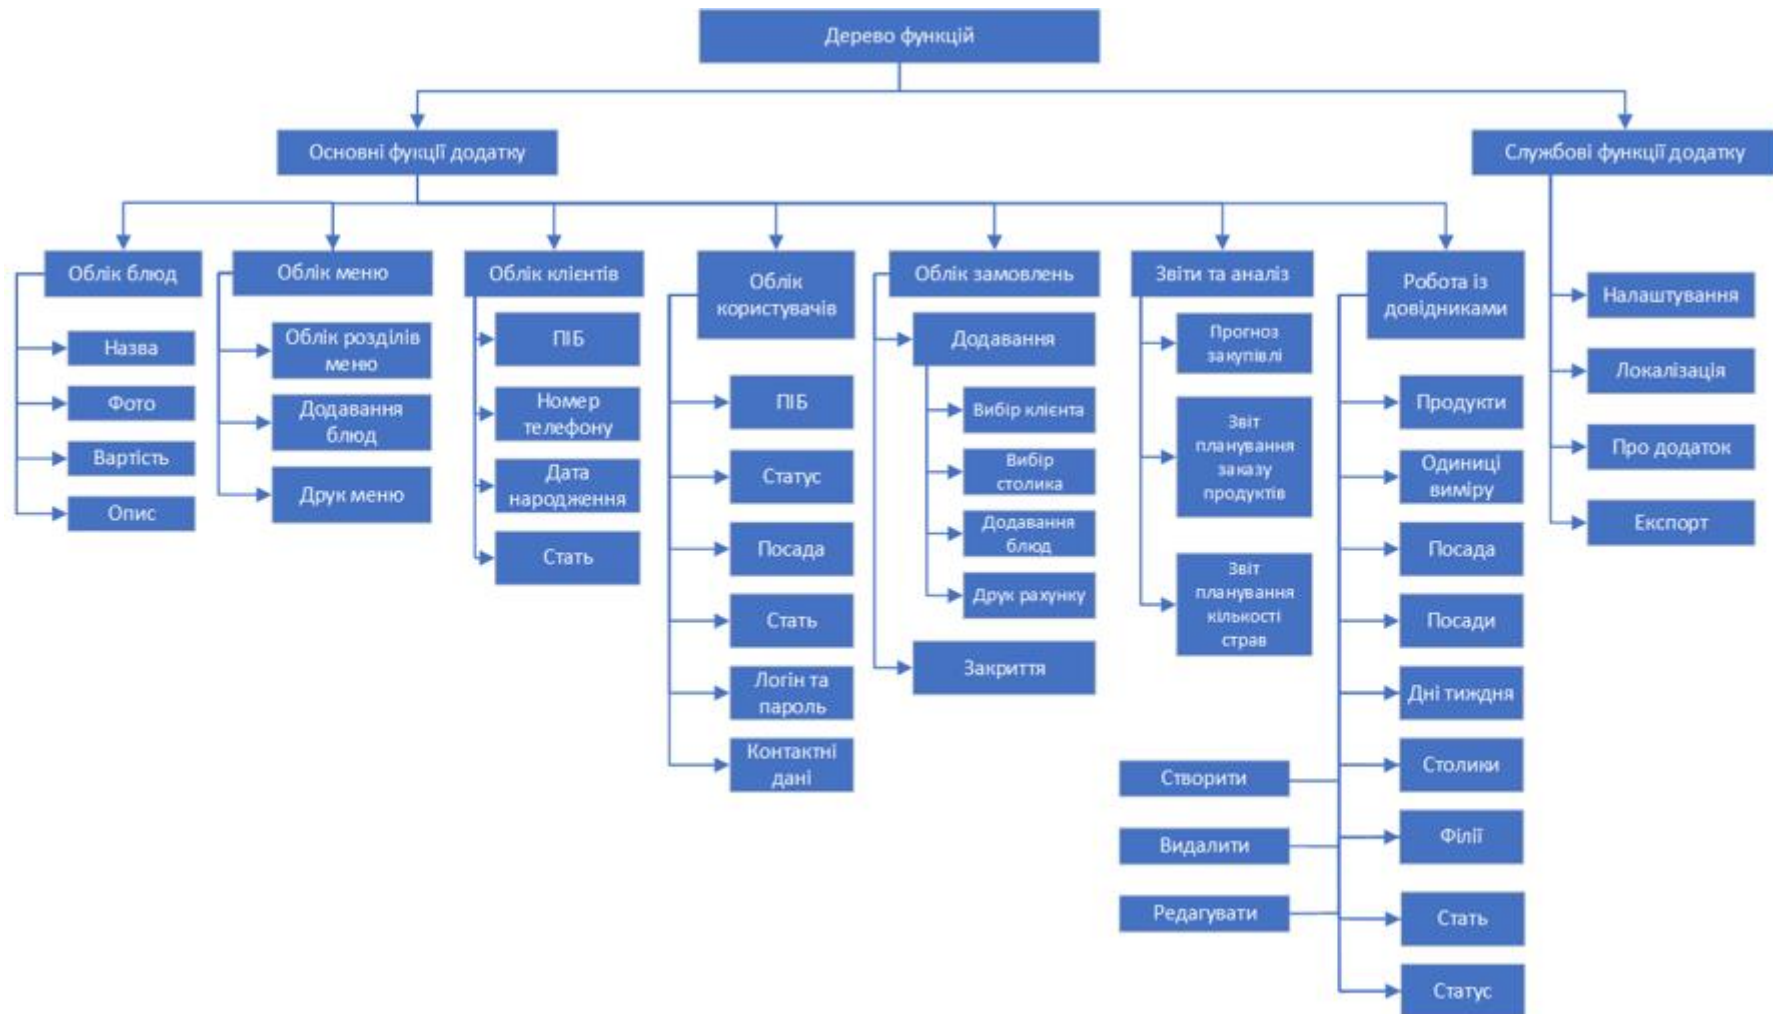 Дерево функцій
Основні фукції додатку
Службові функції додатку
Облік блюд
Назва
Фото
Вартість
Опис
Облік меню
Облік розділів
меню
Додавання
блюд
Друк меню
Облік клієнтів
ПІБ
Номер
телефону
Дата
народження
Стать
Облік
користувачів
ПІБ
Статус
Посада
Стать
Логін та
пароль
Контактні
дані
Облік замовлень
Додавання
Вибір клієнта
Вибір
столика
Додавання
блюд
Друк рахунку
Закриття
Звіти та аналіз
Прогноз
закупівлі
Звіт
планування
заказу
продуктів
Звіт
планування
кількості
страв
Робота із
довідниками
Продукти
Одиниці
виміру
Посада
Посади
Дні тиждня
Столики
Філії
Стать
Статус
Створити
Видалити
Редагувати
Налаштування
Локалізація
Про додаток
Експорт